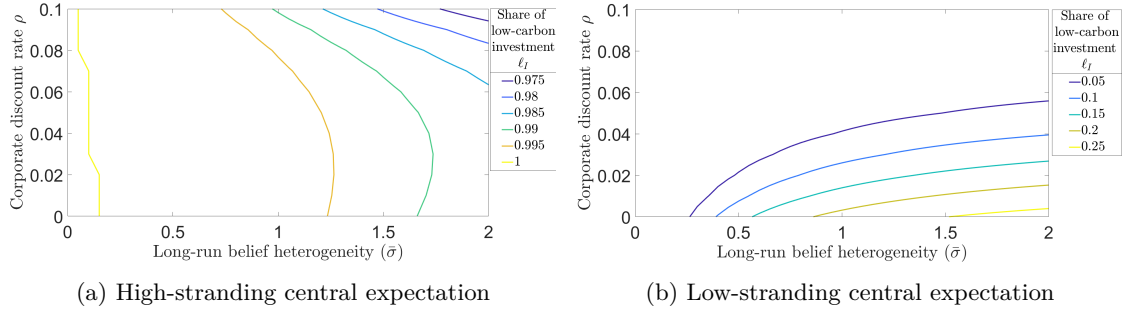 Corporate discount rate ρ
0.1
0.08
0.06
0.04
0.02
0
0
0.5
1
1.5
2
Long-run belief heterogeneity (σ̄)
Share of
low-carbon
investment
ℓ_I
0.975
0.98
0.985
0.99
0.995
1
(a) High-stranding central expectation
Corporate discount rate ρ
0.1
0.08
0.06
0.04
0.02
0
0
0.5
1
1.5
2
Long-run belief heterogeneity (σ̄)
Share of
low-carbon
investment
ℓ_I
0.05
0.1
0.15
0.2
0.25
(b) Low-stranding central expectation